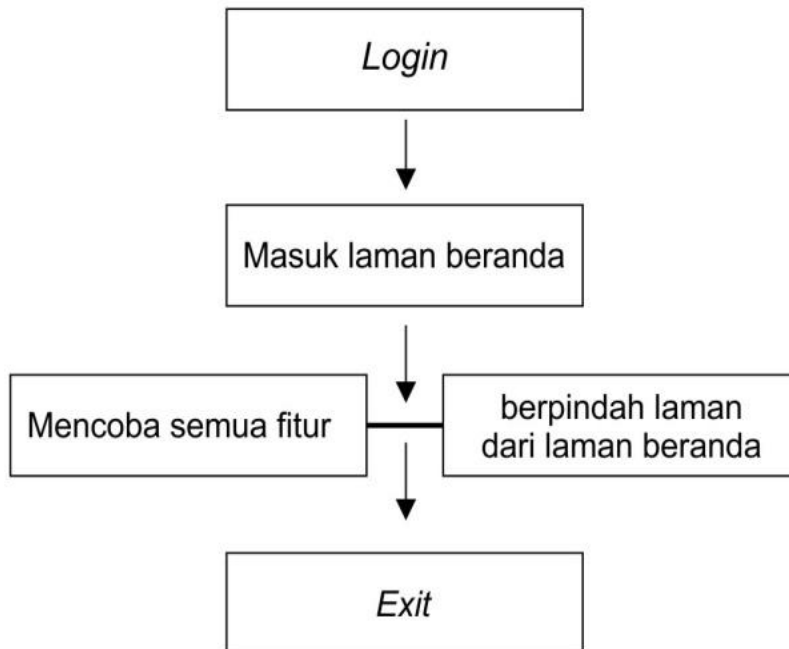 Login
Masuk laman beranda
Mencoba semua fitur
berpindah laman
dari laman beranda
Exit